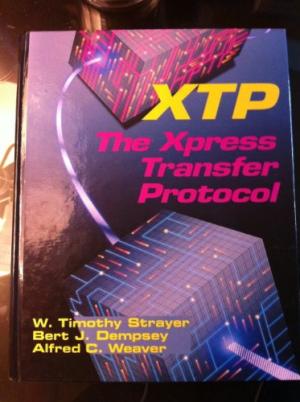 XTP
The Xpress
Transfer
Protocol
W. Timothy Strayer
Bert J. Dempsey
Alfred C. Weaver